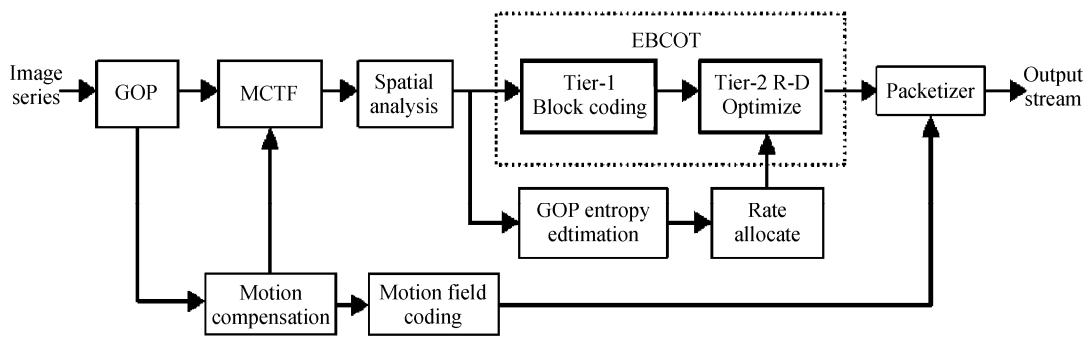 EBCOT
Image
series
GOP
MCTF
Spatial
analysis
Tier-1
Block coding
Tier-2 R-D
Optimize
Packetizer
Output
stream
GOP entropy
edtimation
Rate
allocate
Motion
compensation
Motion field
coding